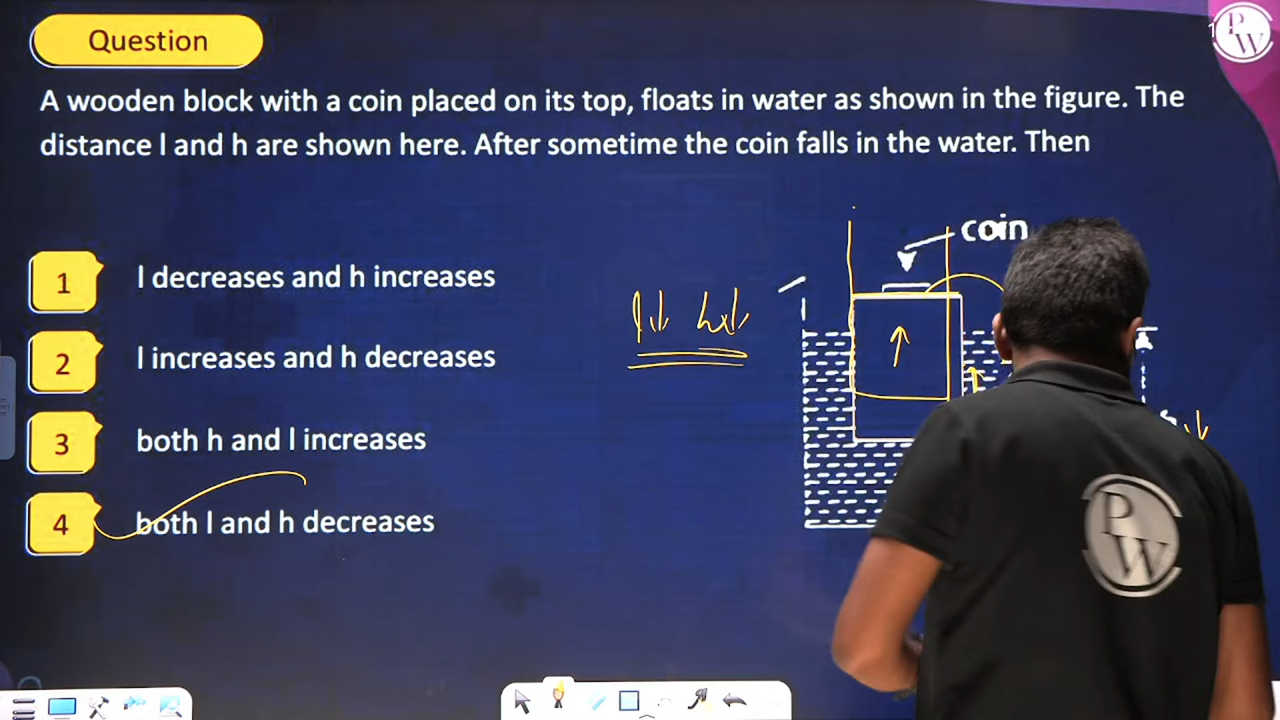 Question
A wooden block with a coin placed on its top, floats in water as shown in the figure. The
distance l and h are shown here. After sometime the coin falls in the water. Then
1 l decreases and h increases
2 l increases and h decreases
3 both h and l increases
4 both l and h decreases
coin
l↓ h↓
PW
PW